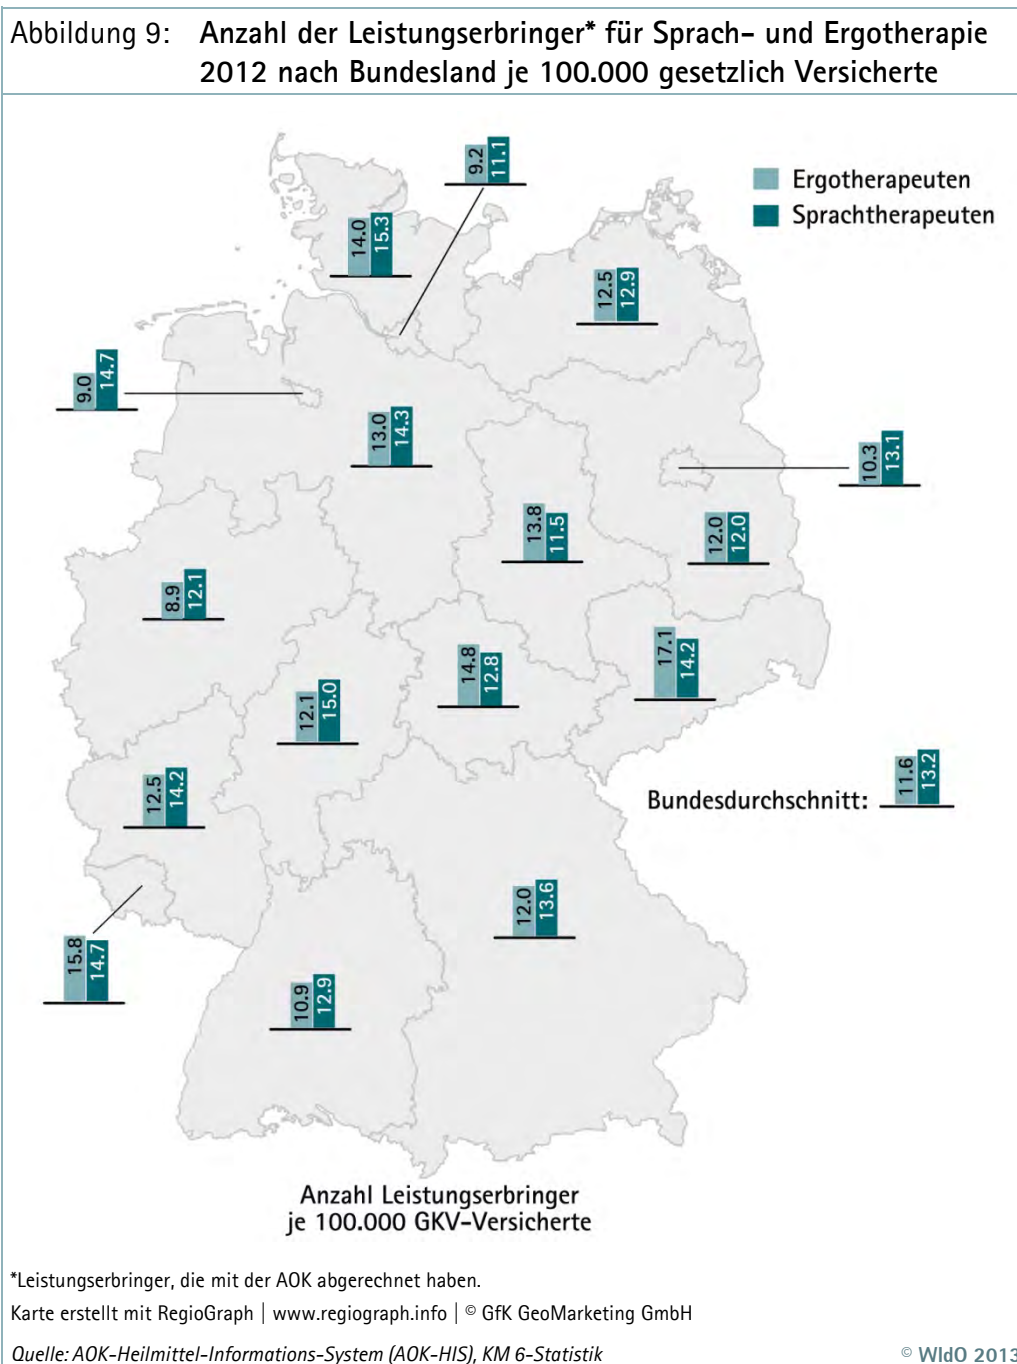 Abbildung 9: Anzahl der Leistungserbringer* für Sprach- und Ergotherapie
2012 nach Bundesland je 100.000 gesetzlich Versicherte
9.2 11.1
Ergotherapeuten
Sprachtherapeuten
14.0 15.3
12.5 12.9
9.0 14.7
13.0 14.3
10.3 13.1
13.8 11.5
12.0 12.0
8.9 12.1
17.1 14.2
14.8 12.8
12.1 15.0
12.5 14.2
Bundesdurchschnitt: 11.6 13.2
12.0 13.6
15.8 14.7
10.9 12.9
Anzahl Leistungserbringer
je 100.000 GKV-Versicherte
*Leistungserbringer, die mit der AOK abgerechnet haben.
Karte erstellt mit RegioGraph | www.regiograph.info | © GfK GeoMarketing GmbH
Quelle: AOK-Heilmittel-Informations-System (AOK-HIS), KM 6-Statistik
© WIdO 2013